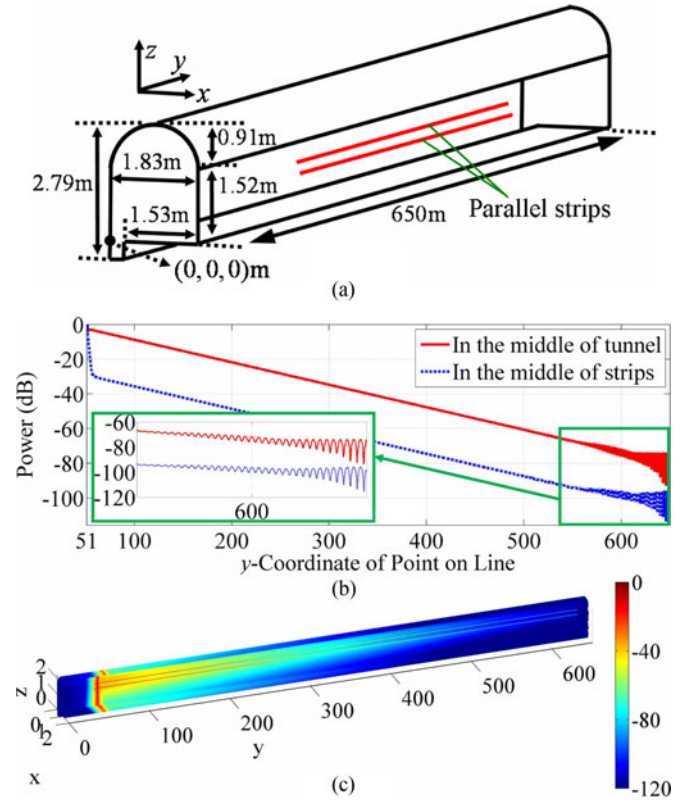 z
y
x
0.91m
2.79m
1.83m
1.52m
1.53m
(0, 0, 0)m
650m
Parallel strips
(a)
Power (dB)
0
-20
-40
-60
-80
-100
In the middle of tunnel
In the middle of strips
-60
-80
-100
-120
600
51 100 200 300 400 500 600
y-Coordinate of Point on Line
(b)
z
2
1
0
0
2
x
0 100 200 300 400 500 600
y
0
-40
-80
-120
(c)